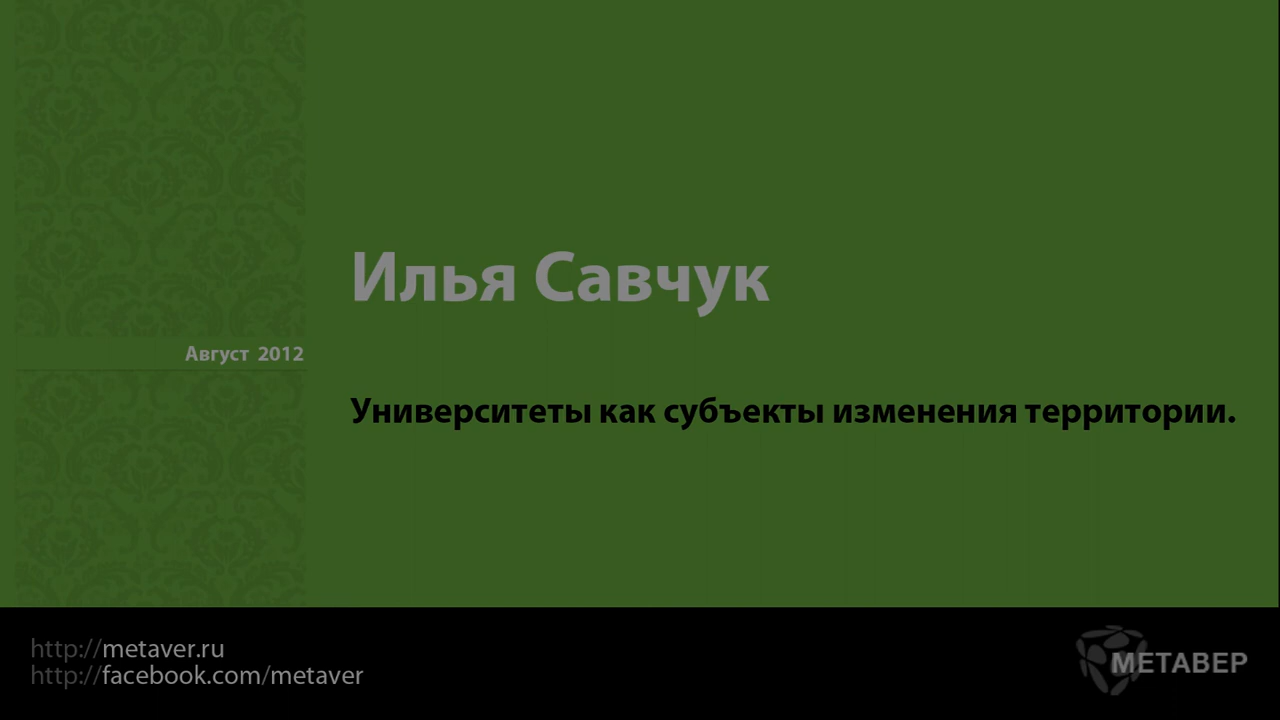 Илья Савчук
Август 2012
Университеты как субъекты изменения территории.
http://metaver.ru
http://facebook.com/metaver
МЕТАВЕР